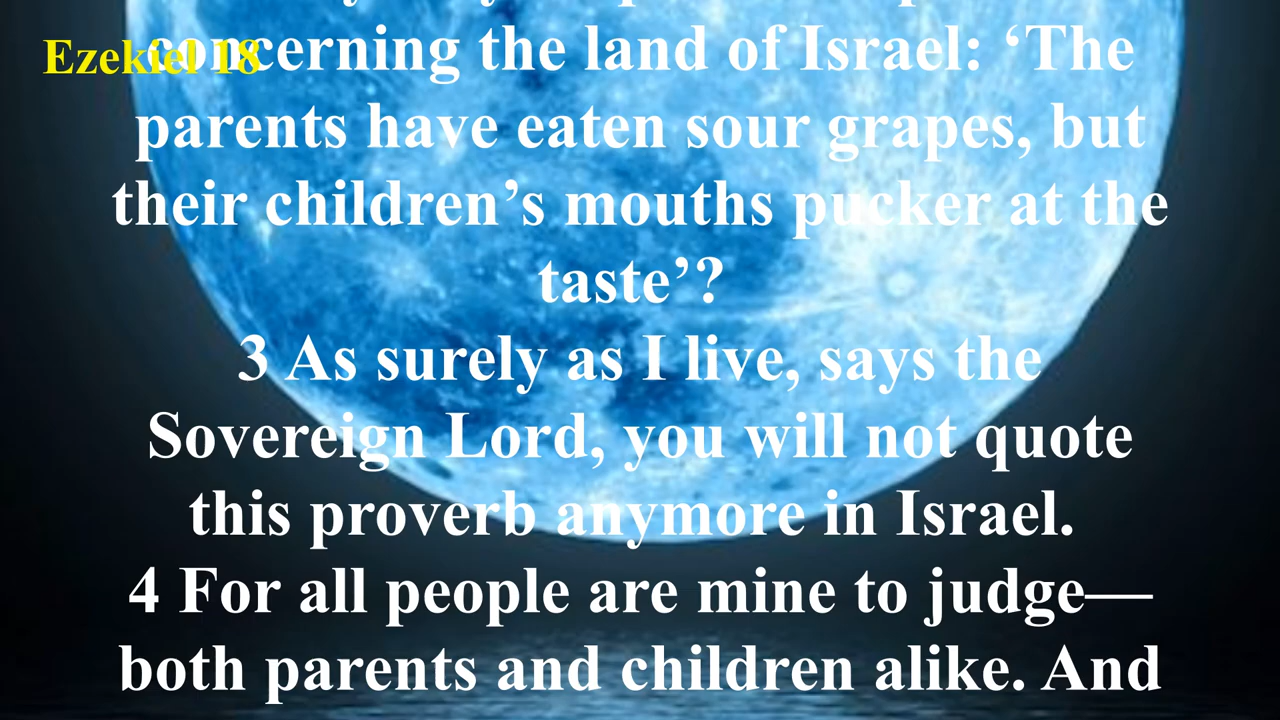 Ezekiel 18
concerning the land of Israel: ‘The
parents have eaten sour grapes, but
their children’s mouths pucker at the
taste’?
3 As surely as I live, says the
Sovereign Lord, you will not quote
this proverb anymore in Israel.
4 For all people are mine to judge—
both parents and children alike. And